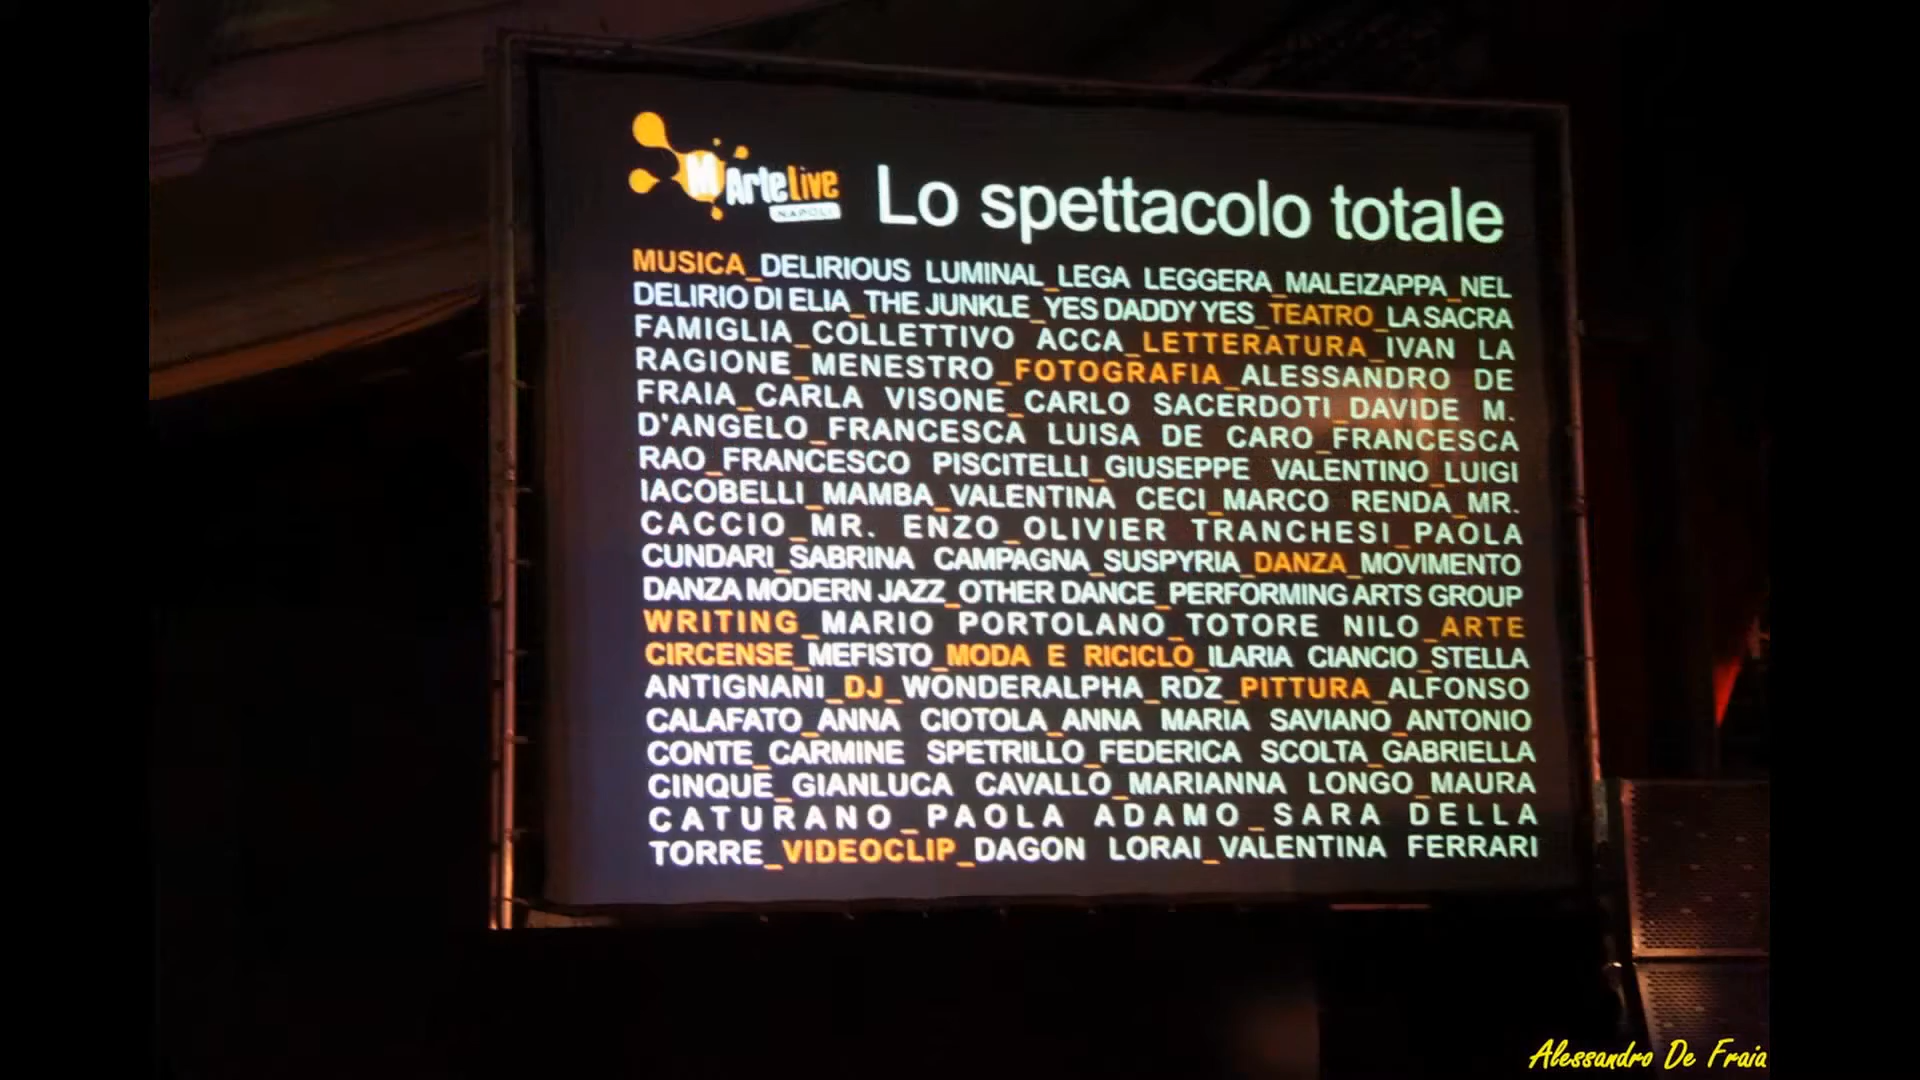 MArteLive
NAPOLI
Lo spettacolo totale
MUSICA_DELIRIOUS LUMINAL_LEGA LEGGERA_MALEIZAPPA_NEL
DELIRIO DI ELIA_THE JUNKLE_YES DADDY YES_TEATRO_LA SACRA
FAMIGLIA_COLLETTIVO ACCA_LETTERATURA_IVAN LA
RAGIONE_MENESTRO_FOTOGRAFIA_ALESSANDRO DE
FRAIA_CARLA VISONE_CARLO SACERDOTI_DAVIDE M.
D'ANGELO_FRANCESCA LUISA DE CARO_FRANCESCA
RAO_FRANCESCO PISCITELLI_GIUSEPPE VALENTINO_LUIGI
IACOBELLI_MAMBA_VALENTINA CECI_MARCO RENDA_MR.
CACCIO_MR. ENZO_OLIVIER TRANCHESI_PAOLA
CUNDARI_SABRINA CAMPAGNA_SUSPYRIA_DANZA_MOVIMENTO
DANZA MODERN JAZZ_OTHER DANCE_PERFORMING ARTS GROUP
WRITING_MARIO PORTOLANO_TOTORE NILO_ARTE
CIRCENSE_MEFISTO_MODA E RICICLO_ILARIA CIANCIO_STELLA
ANTIGNANI_DJ_WONDERALPHA_RDZ_PITTURA_ALFONSO
CALAFATO_ANNA CIOTOLA_ANNA MARIA SAVIANO_ANTONIO
CONTE_CARMINE SPETRILLO_FEDERICA SCOLTA_GABRIELLA
CINQUE_GIANLUCA CAVALLO_MARIANNA LONGO_MAURA
CATURANO_PAOLA ADAMO_SARA DELLA
TORRE_VIDEOCLIP_DAGON LORAI_VALENTINA FERRARI
Alessandro De Fraia